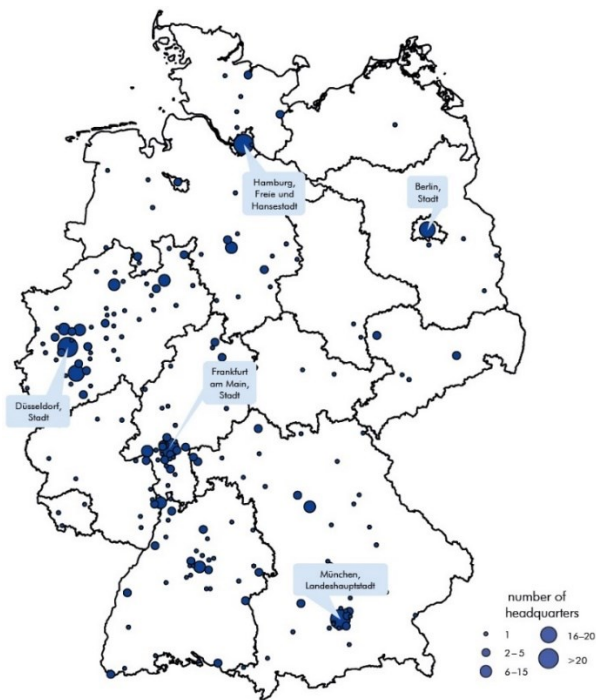 Hamburg,
Freie und
Hansestadt
Berlin,
Stadt
Frankfurt
am Main,
Stadt
Düsseldorf,
Stadt
München,
Landeshauptstadt
number of
headquarters
1
2–5
6–15
16–20
>20